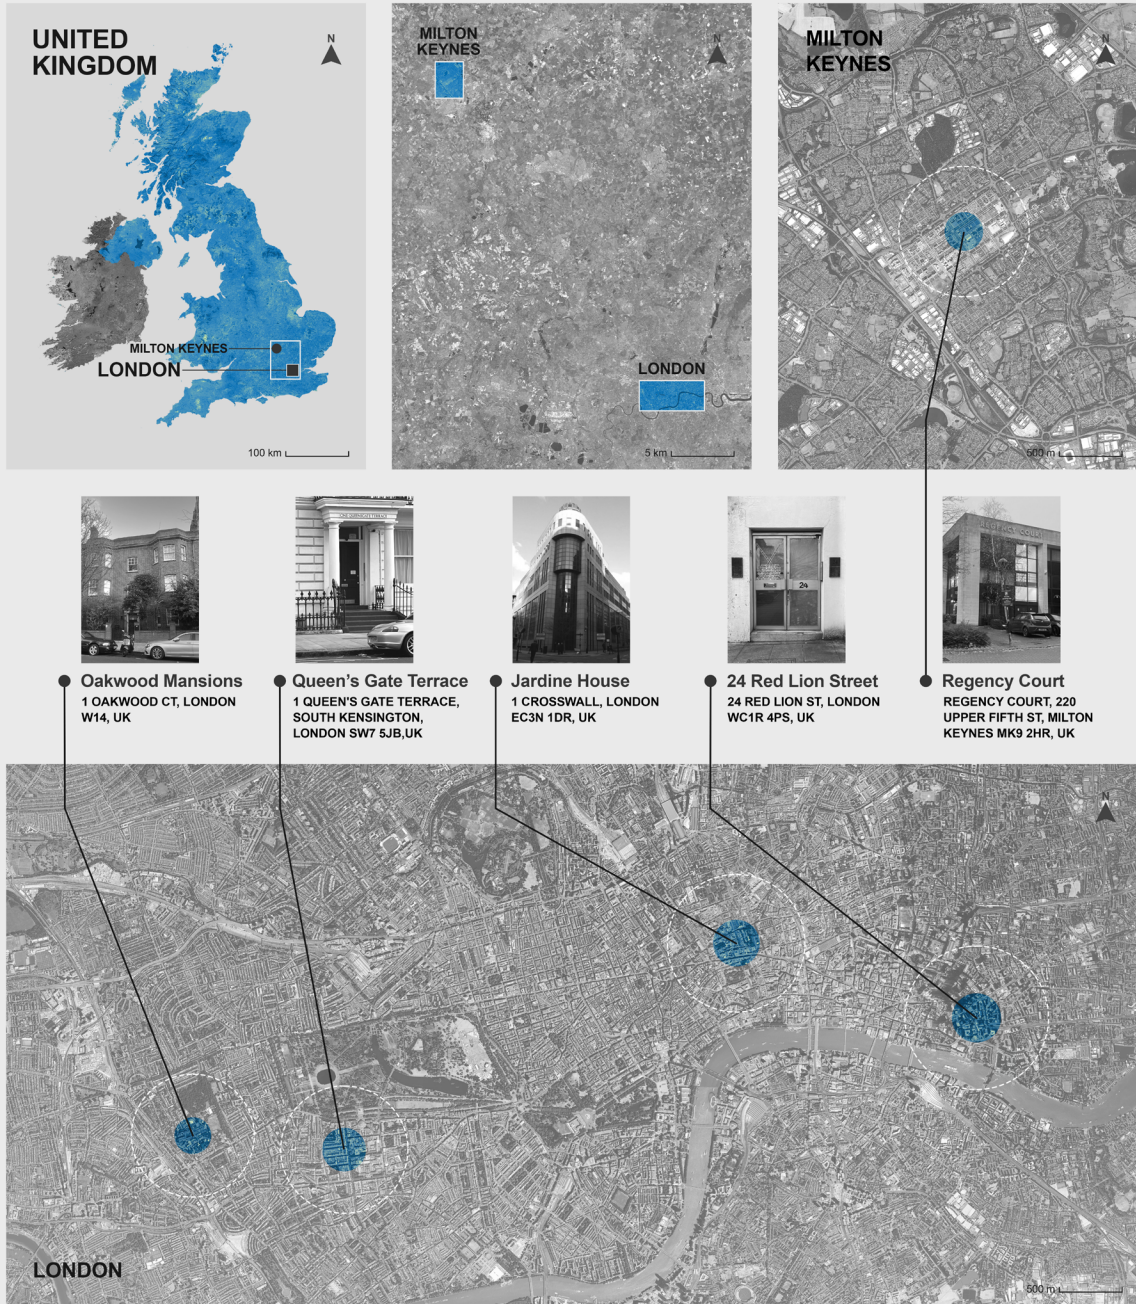 UNITED
KINGDOM
N
MILTON KEYNES
LONDON
100 km
MILTON
KEYNES
N
LONDON
5 km
MILTON
KEYNES
N
500 m
REGENCY COURT
24
Oakwood Mansions
1 OAKWOOD CT, LONDON
W14, UK
Queen's Gate Terrace
1 QUEEN'S GATE TERRACE,
SOUTH KENSINGTON,
LONDON SW7 5JB,UK
Jardine House
1 CROSSWALL, LONDON
EC3N 1DR, UK
24 Red Lion Street
24 RED LION ST, LONDON
WC1R 4PS, UK
Regency Court
REGENCY COURT, 220
UPPER FIFTH ST, MILTON
KEYNES MK9 2HR, UK
N
LONDON
500 m